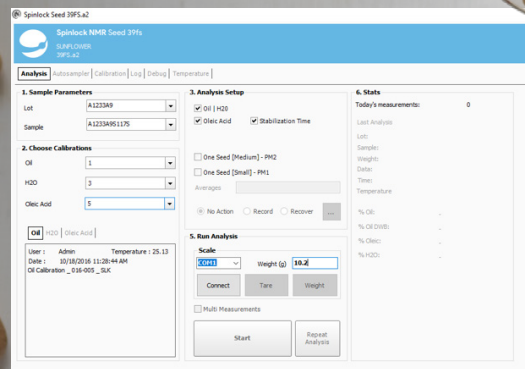 Spinlock Seed 39FS.a2
Spinlock NMR Seed 39fs
SUNFLOWER
39FS.a2
Analysis Autosampler Calibration Log Debug Temperature
1. Sample Parameters
Lot A1233A9
Sample A1233A9S1175
2. Choose Calibrations
Oil 1
H2O 3
Oleic Acid 5
Oil H2O Oleic Acid
User : Admin Temperature : 25.13
Date : 10/18/2016 11:28:44 AM
Oil Calibration _ 016-005 _ SLK
3. Analysis Setup
Oil | H20
Oleic Acid Stabilization Time
One Seed [Medium] - PM2
One Seed [Small] - PM1
Averages
No Action Record Recover ...
5. Run Analysis
Scale
COM1 Weight (g) 10.2
Connect Tare Weight
Multi Measurements
Start Repeat
Analysis
6. Stats
Today's measurements: 0
Last Analysis
Lot:
Sample:
Weight:
Data:
Time:
Temperature
% Oil: .
% Oil DWB: .
% Oleic: .
% H2O: .